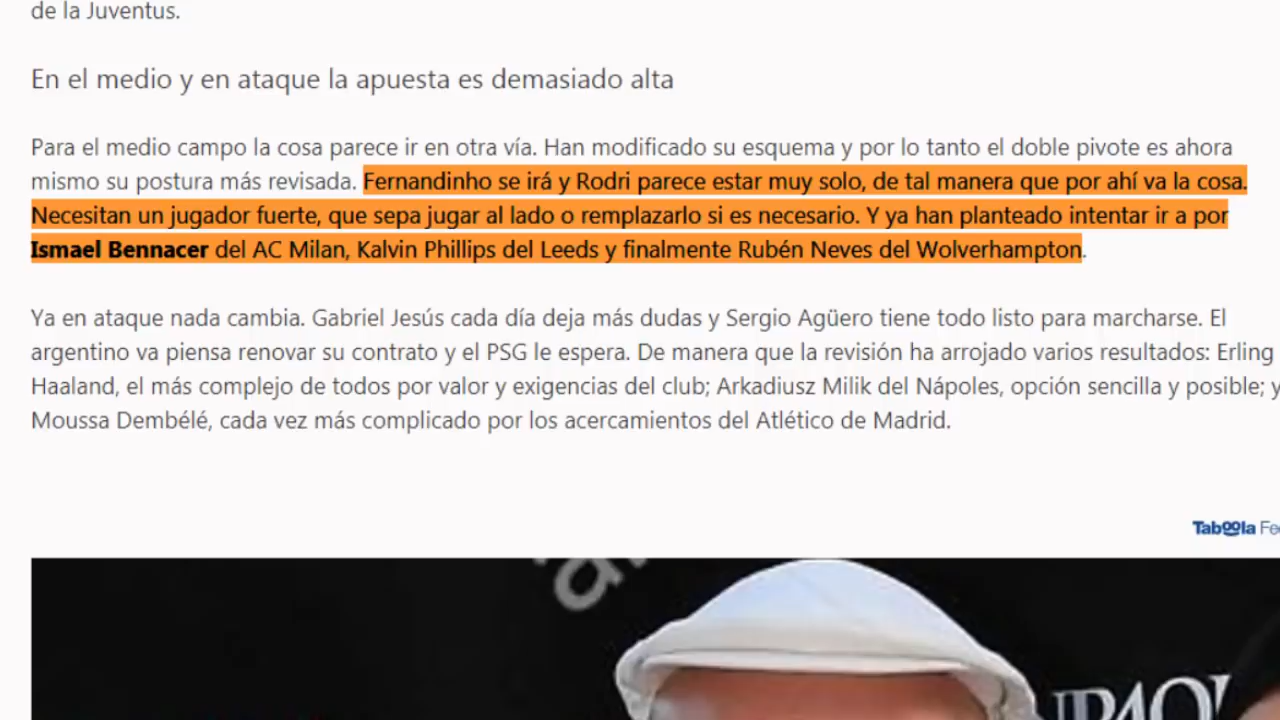 de la Juventus.
En el medio y en ataque la apuesta es demasiado alta
Para el medio campo la cosa parece ir en otra vía. Han modificado su esquema y por lo tanto el doble pivote es ahora
mismo su postura más revisada. Fernandinho se irá y Rodri parece estar muy solo, de tal manera que por ahí va la cosa.
Necesitan un jugador fuerte, que sepa jugar al lado o remplazarlo si es necesario. Y ya han planteado intentar ir a por
Ismael Bennacer del AC Milan, Kalvin Phillips del Leeds y finalmente Rubén Neves del Wolverhampton.
Ya en ataque nada cambia. Gabriel Jesús cada día deja más dudas y Sergio Agüero tiene todo listo para marcharse. El
argentino va piensa renovar su contrato y el PSG le espera. De manera que la revisión ha arrojado varios resultados: Erling
Haaland, el más complejo de todos por valor y exigencias del club; Arkadiusz Milik del Nápoles, opción sencilla y posible; y
Moussa Dembélé, cada vez más complicado por los acercamientos del Atlético de Madrid.
Taboola